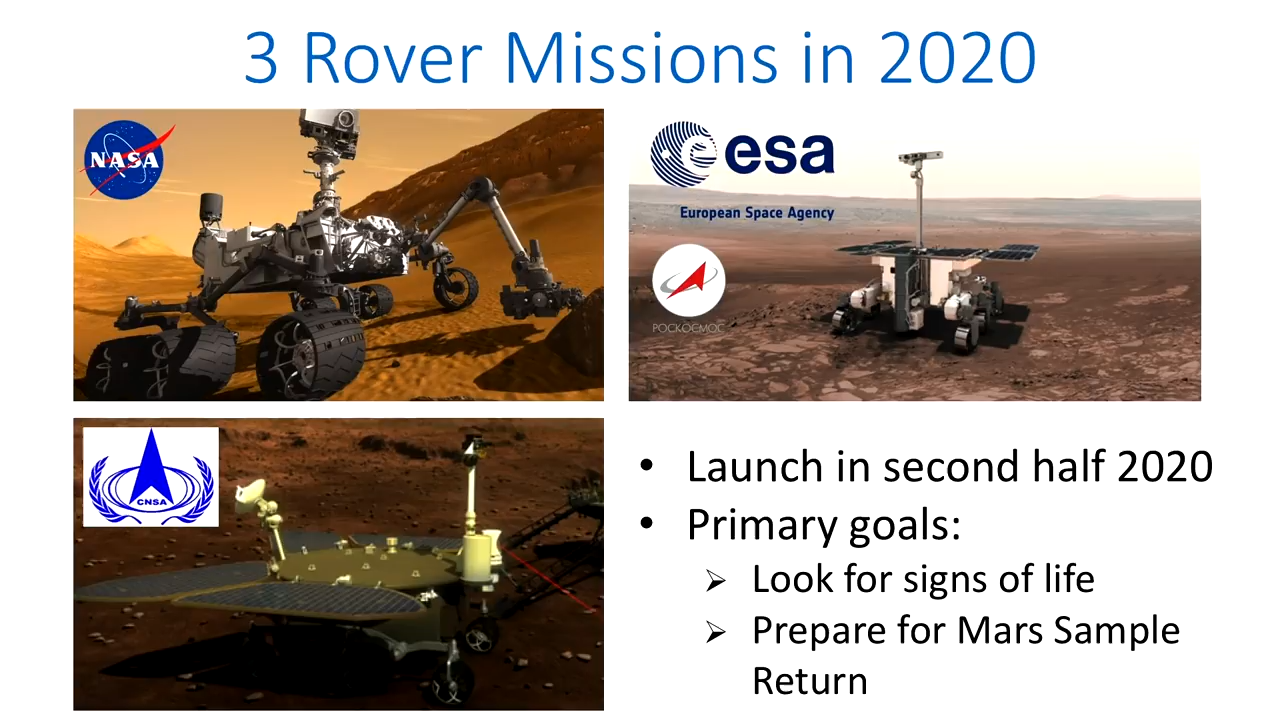 3 Rover Missions in 2020
NASA
esa
European Space Agency
РОСКОСМОС
CNSA
• Launch in second half 2020
• Primary goals:
➢ Look for signs of life
➢ Prepare for Mars Sample
Return